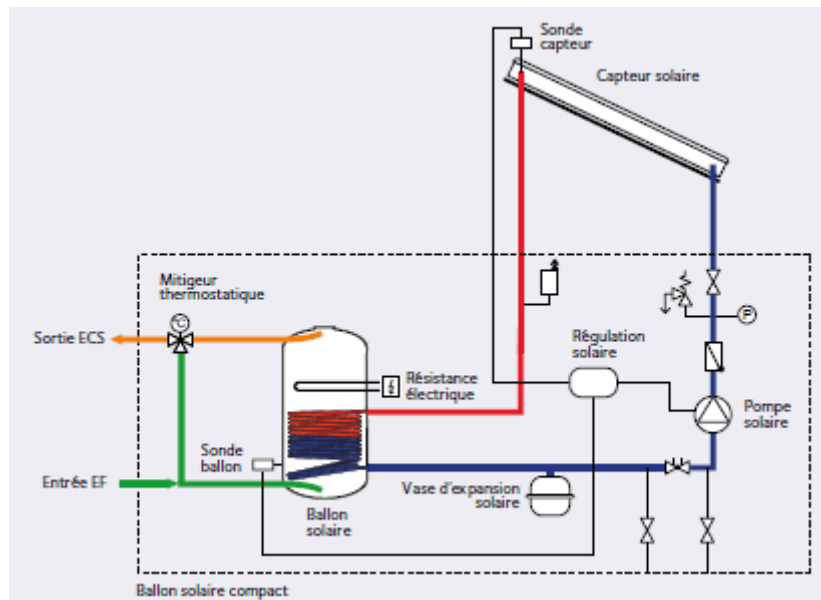 Sonde
capteur
Capteur solaire
Mitigeur
thermostatique
°C
Sortie ECS
Régulation
solaire
P
Résistance
électrique
Pompe
solaire
Sonde
ballon
Entrée EF
Vase d'expansion
solaire
Ballon
solaire
Ballon solaire compact